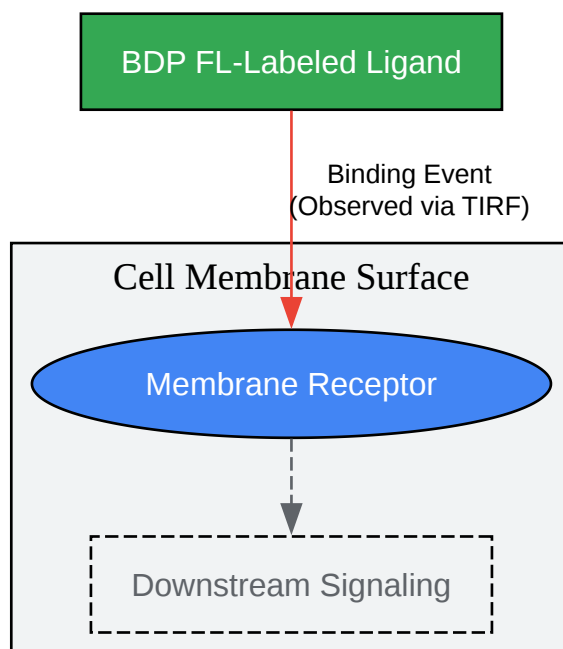 BDP FL-Labeled Ligand
Binding Event
(Observed via TIRF)
Cell Membrane Surface
Membrane Receptor
Downstream Signaling